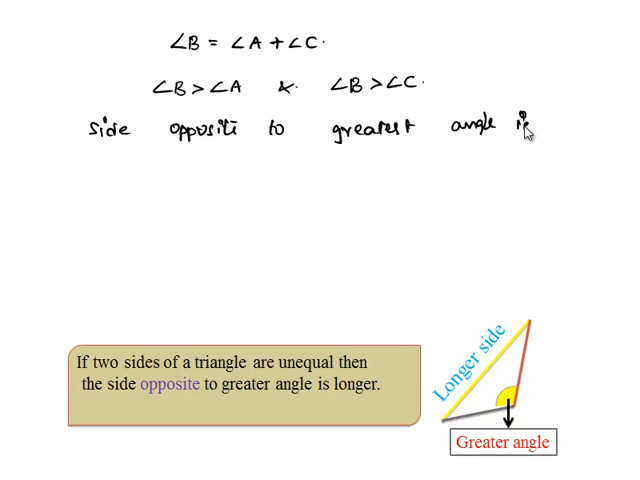 ∠B = ∠A + ∠C.
∠B > ∠A & ∠B > ∠C.
side opposite to greatest angle is
If two sides of a triangle are unequal then
the side opposite to greater angle is longer.
Longer side
Greater angle